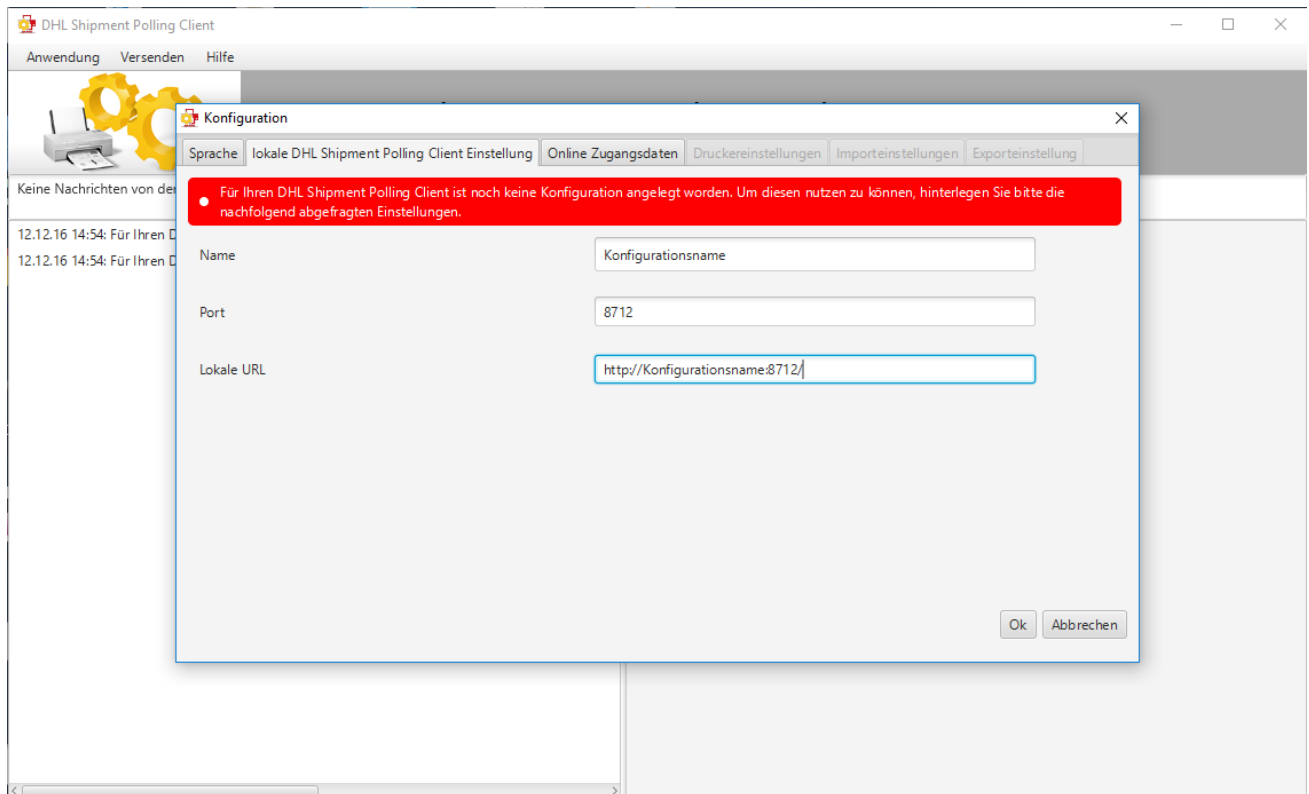 DHL Shipment Polling Client
Anwendung Versenden Hilfe
Konfiguration
Sprache lokale DHL Shipment Polling Client Einstellung Online Zugangsdaten Druckereinstellungen Importeinstellungen Exporteinstellung
Keine Nachrichten von der
Für Ihren DHL Shipment Polling Client ist noch keine Konfiguration angelegt worden. Um diesen nutzen zu können, hinterlegen Sie bitte die
nachfolgend abgefragten Einstellungen.
12.12.16 14:54: Für Ihren D
12.12.16 14:54: Für Ihren D
Name Konfigurationsname
Port 8712
Lokale URL http://Konfigurationsname:8712/
Ok Abbrechen